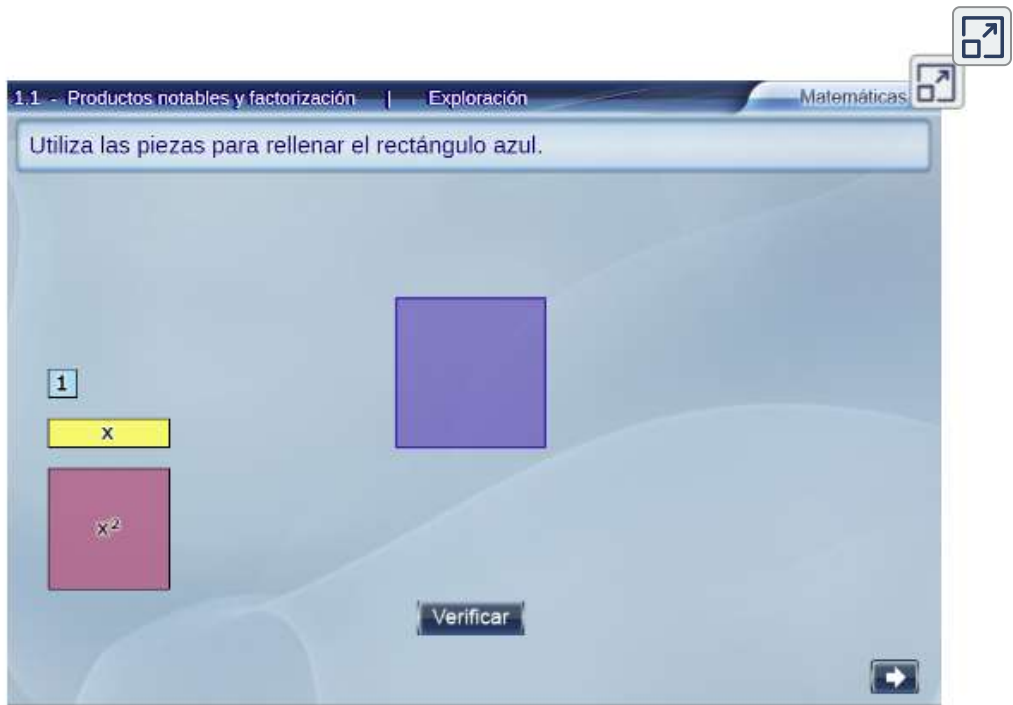 1.1 - Productos notables y factorización | Exploración Matemáticas
Utiliza las piezas para rellenar el rectángulo azul.
1
x
x²
Verificar